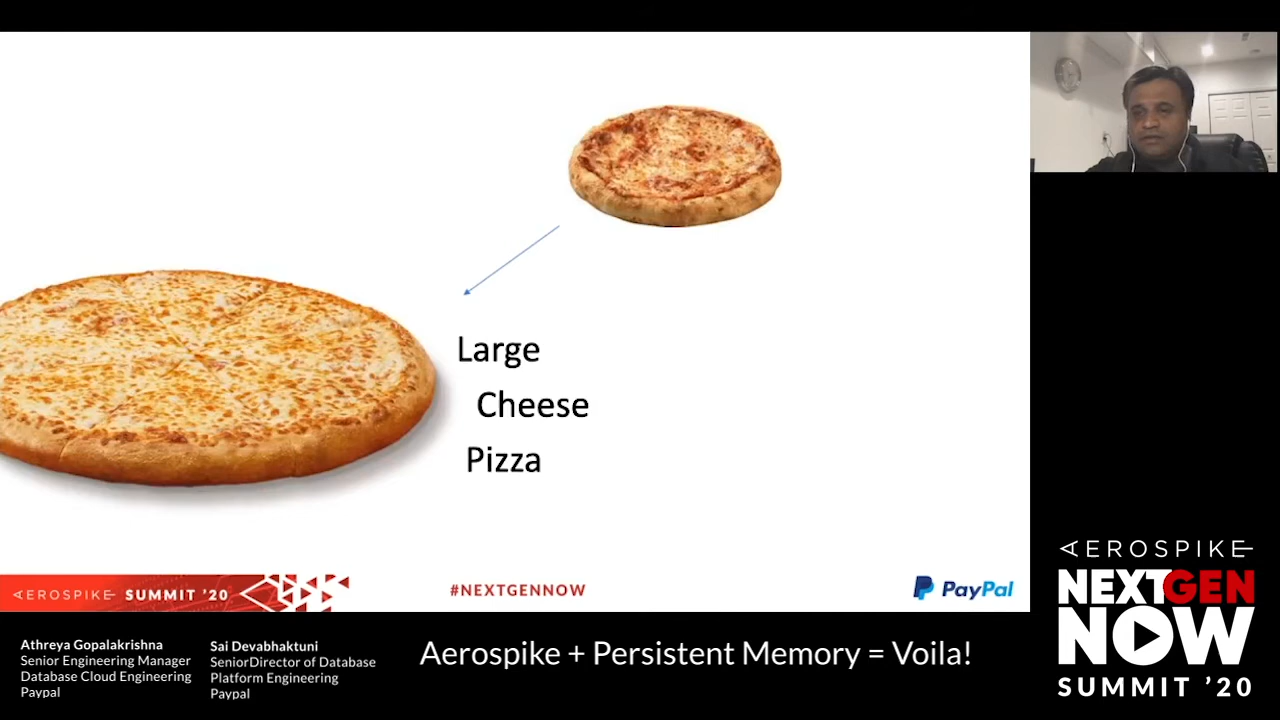 Large
Cheese
Pizza
AEROSPIKE SUMMIT '20
#NEXTGENNOW
PayPal
Athreya Gopalakrishna
Senior Engineering Manager
Database Cloud Engineering
Paypal
Sai Devabhaktuni
SeniorDirector of Database
Platform Engineering
Paypal
Aerospike + Persistent Memory = Voila!
AEROSPIKE
NEXTGEN
NOW
SUMMIT '20